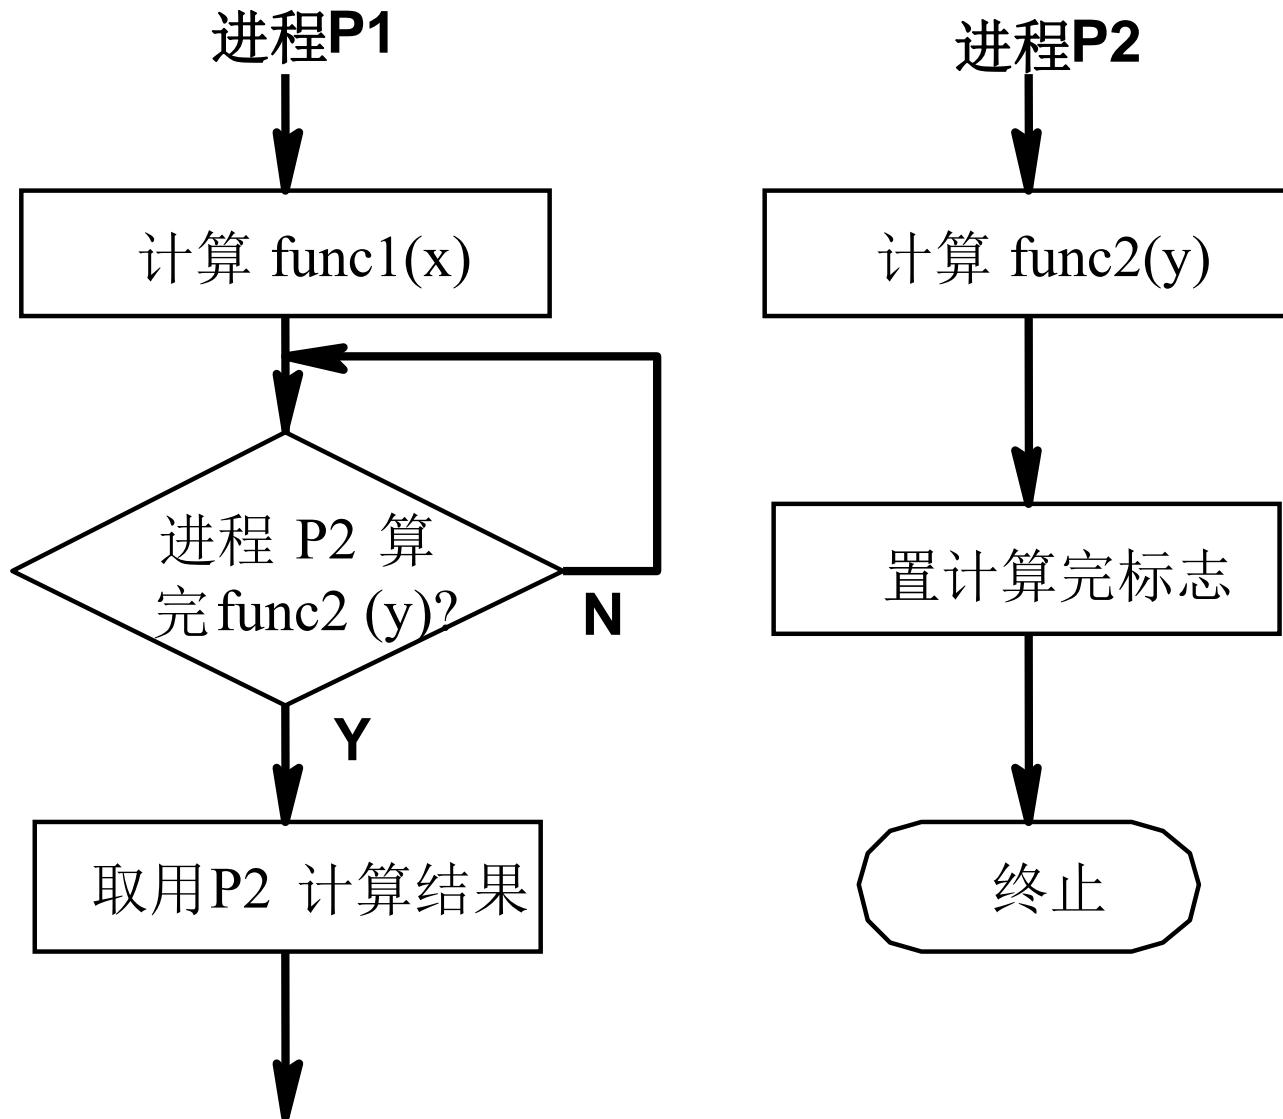 进程P1
计算 func1(x)
进程 P2 算
完func2 (y)?
N
Y
取用P2 计算结果
进程P2
计算 func2(y)
置计算完标志
终止